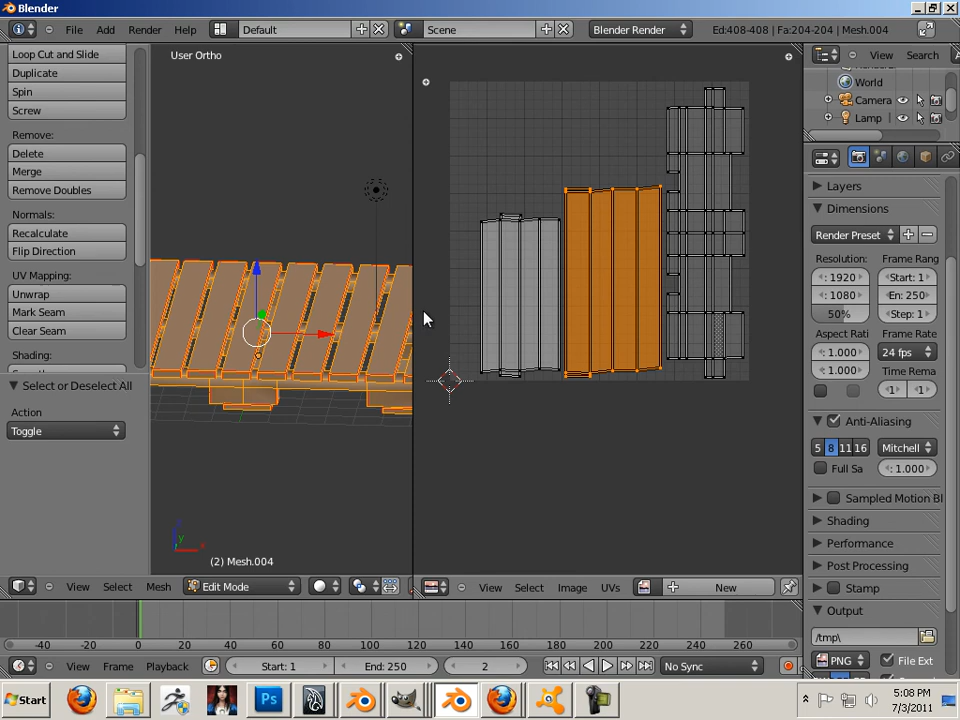 Blender
File Add Render Help Default Scene Blender Render Ed:408-408 | Fa:204-204 | Mesh.004
Loop Cut and Slide
Duplicate
Spin
Screw
Remove:
Delete
Merge
Remove Doubles
Normals:
Recalculate
Flip Direction
UV Mapping:
Unwrap
Mark Seam
Clear Seam
Shading:
Select or Deselect All
Action
Toggle
User Ortho
(2) Mesh.004
View Select Mesh Edit Mode
View Select Image UVs New
View Search
World
Camera
Lamp
Layers
Dimensions
Render Preset
Resolution: Frame Rang
: 1920 Start: 1
: 1080 En: 250
50% Step: 1
Aspect Rati Frame Rate
: 1.000 24 fps
: 1.000 Time Rema
1 1
Anti-Aliasing
5 8 11 16 Mitchell
Full Sa : 1.000
Sampled Motion Bl
Shading
Performance
Post Processing
Stamp
Output
/tmp\
PNG File Ext
-40 -20 0 20 40 60 80 100 120 140 160 180 200 220 240 260
View Frame Playback Start: 1 End: 250 2 No Sync
Start Ps
5:08 PM
7/3/2011